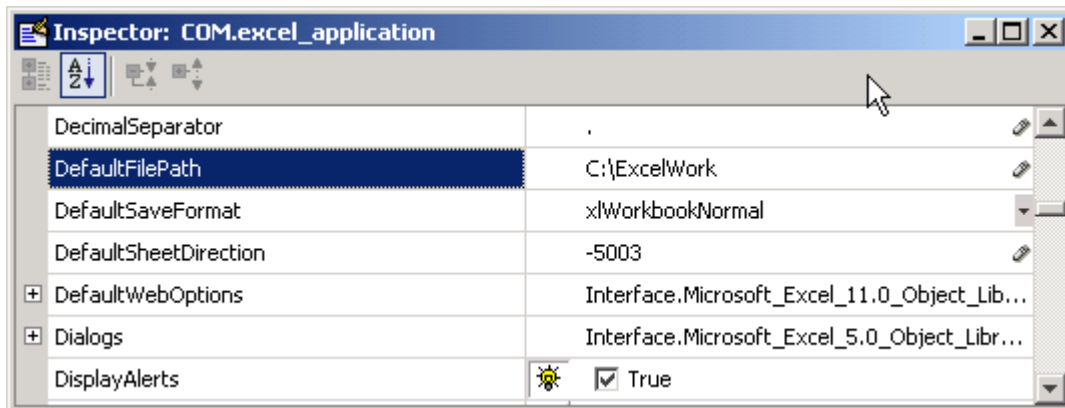 Inspector: COM.excel_application
A
Z
DecimalSeparator .
DefaultFilePath C:\ExcelWork
DefaultSaveFormat xlWorkbookNormal
DefaultSheetDirection -5003
DefaultWebOptions Interface.Microsoft_Excel_11.0_Object_Lib...
Dialogs Interface.Microsoft_Excel_5.0_Object_Libr...
DisplayAlerts True